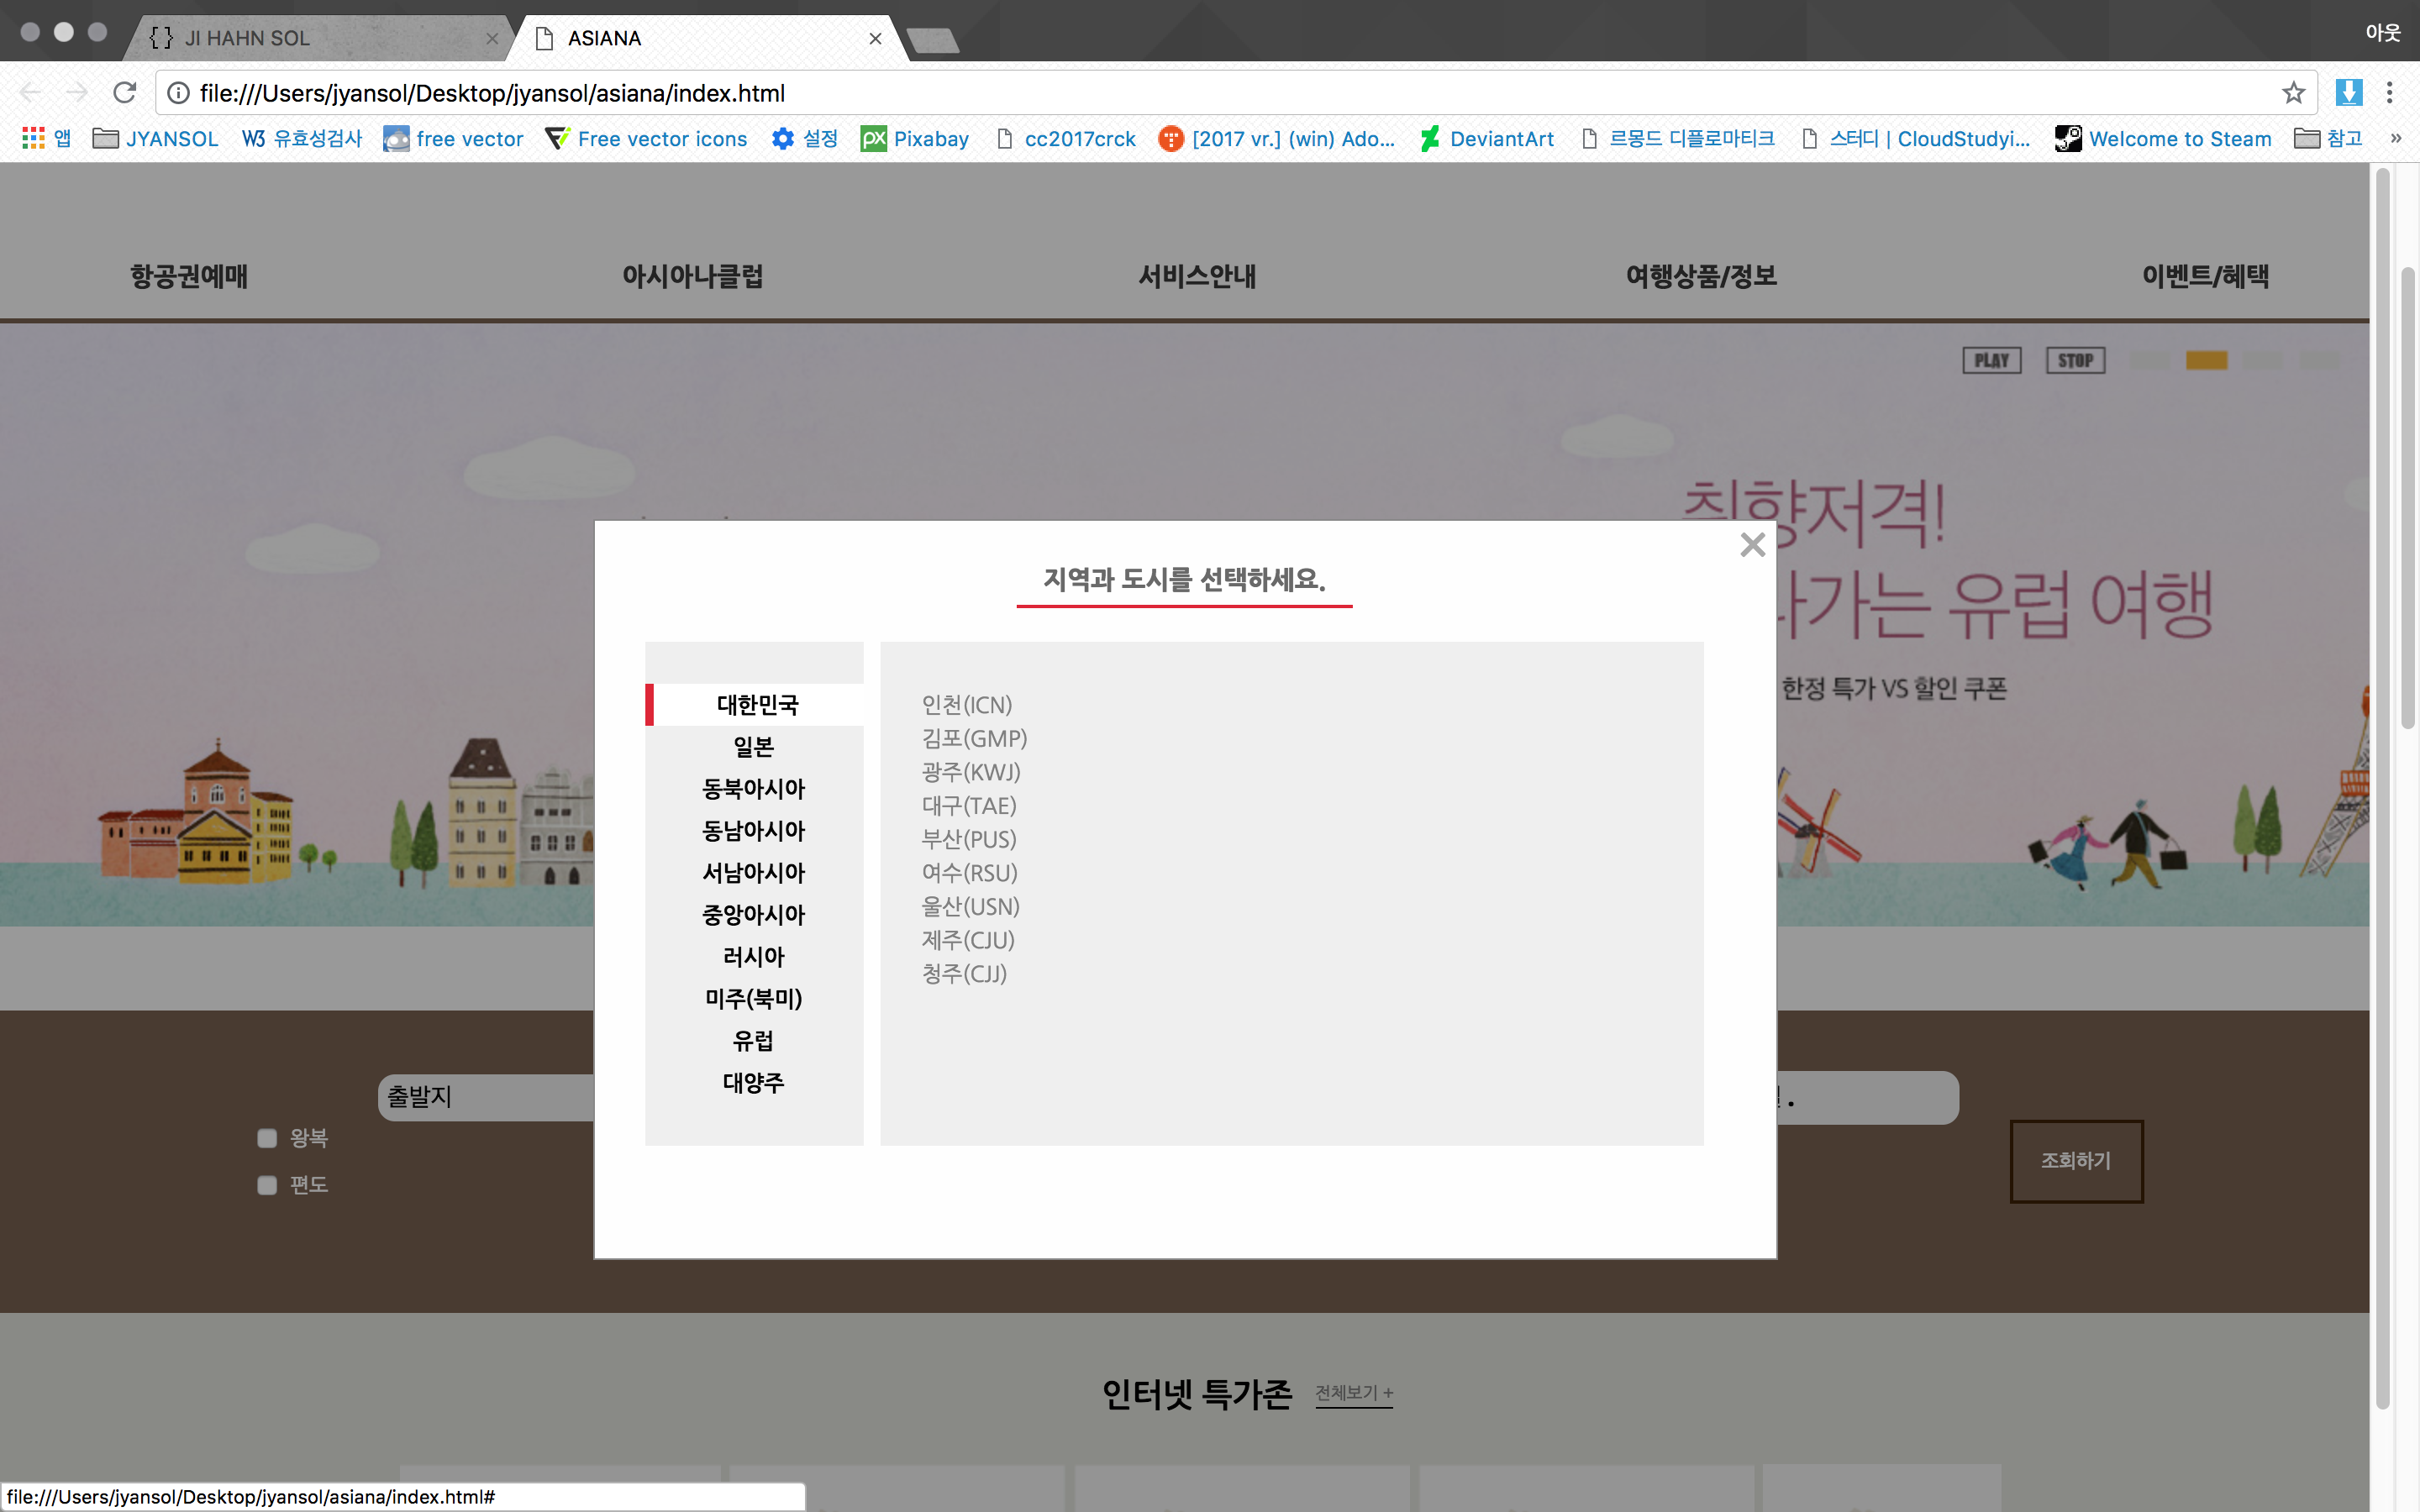 JI HAHN SOL
ASIANA
아웃
file:///Users/jyansol/Desktop/jyansol/asiana/index.html
앱 JYANSOL W3 유효성검사 free vector Free vector icons 설정 px Pixabay cc2017crck [2017 vr.] (win) Ado... DeviantArt 르몽드 디플로마티크 스터디 | CloudStudyi... Welcome to Steam 참고 »
항공권예매 아시아나클럽 서비스안내 여행상품/정보 이벤트/혜택
PLAY STOP
취향저격!
가는 유럽 여행
한정 특가 VS 할인 쿠폰
지역과 도시를 선택하세요.
대한민국
일본
동북아시아
동남아시아
서남아시아
중앙아시아
러시아
미주(북미)
유럽
대양주
인천(ICN)
김포(GMP)
광주(KWJ)
대구(TAE)
부산(PUS)
여수(RSU)
울산(USN)
제주(CJU)
청주(CJJ)
출발지
왕복
편도
조회하기
인터넷 특가존 전체보기 +
file:///Users/jyansol/Desktop/jyansol/asiana/index.html#